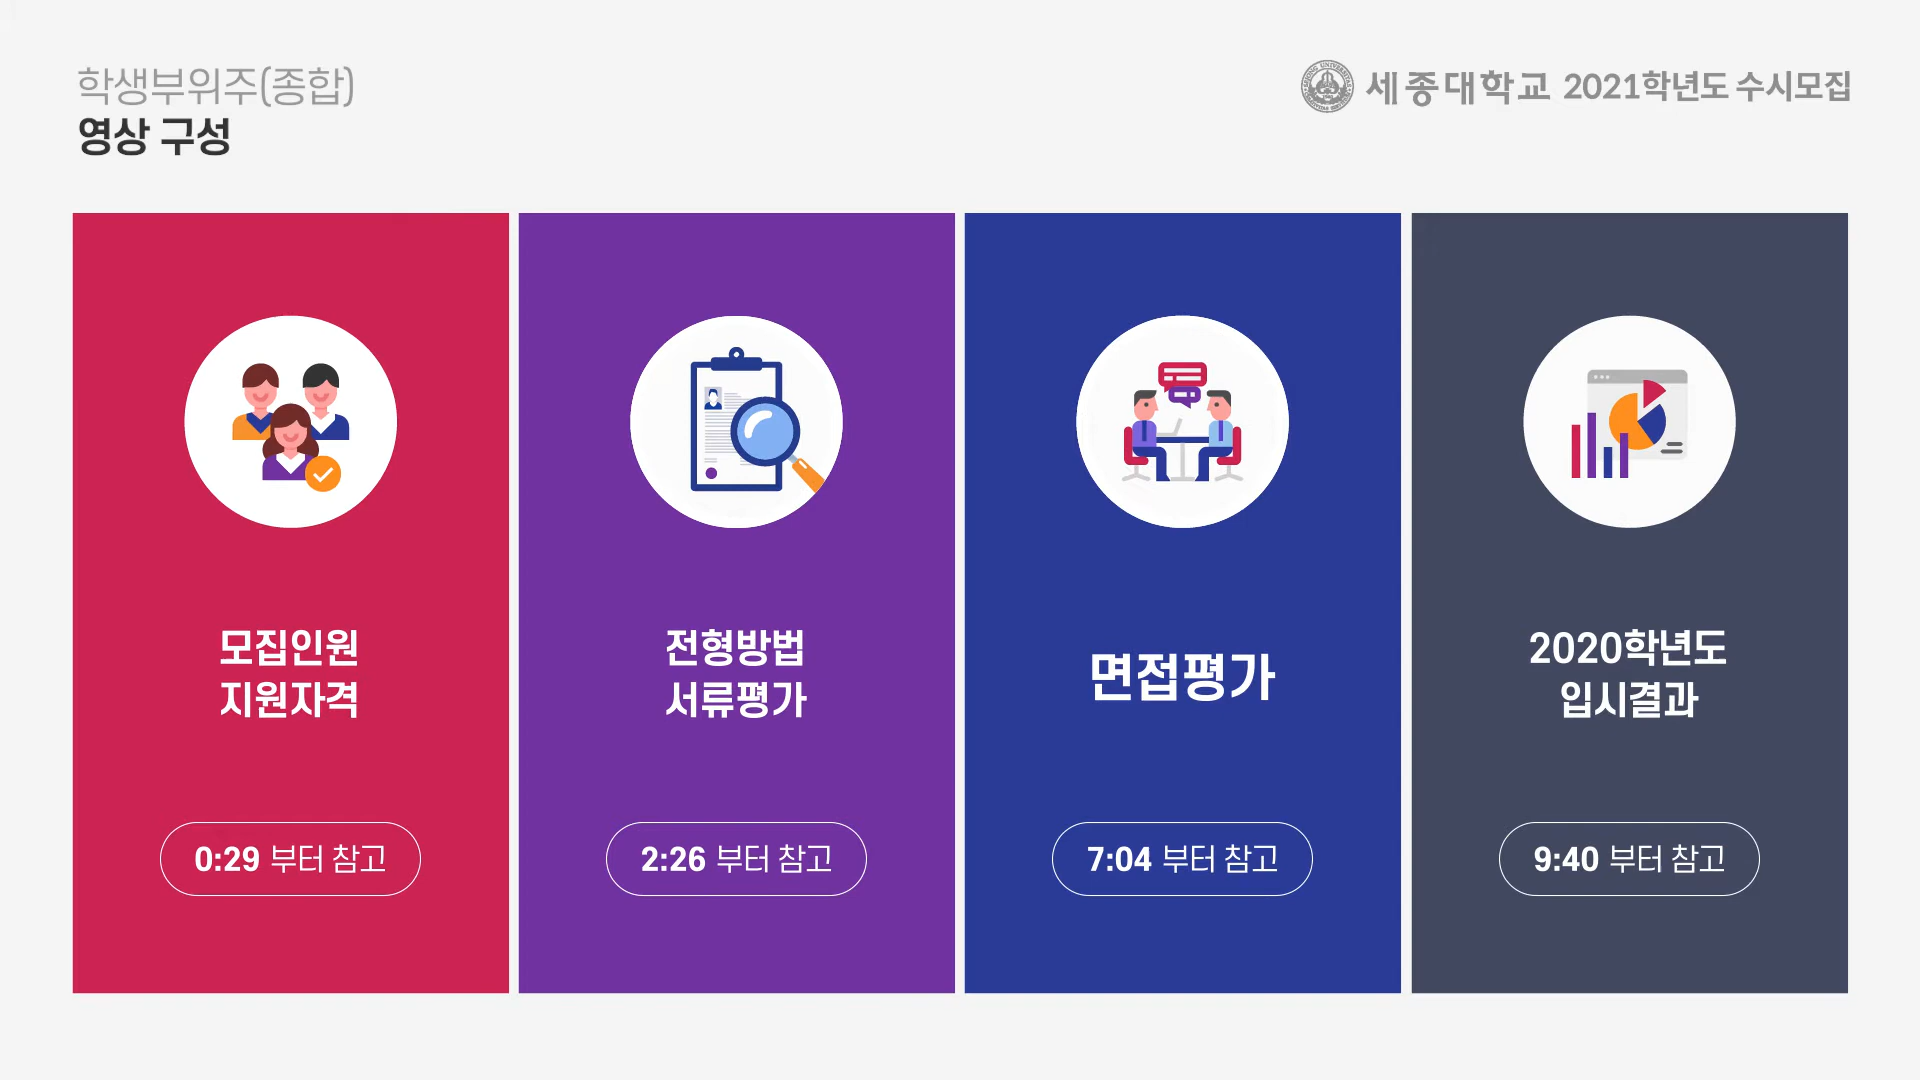 학생부위주(종합)
영상 구성
세종대학교 2021학년도 수시모집
모집인원
지원자격
0:29 부터 참고
전형방법
서류평가
2:26 부터 참고
면접평가
7:04 부터 참고
2020학년도
입시결과
9:40 부터 참고